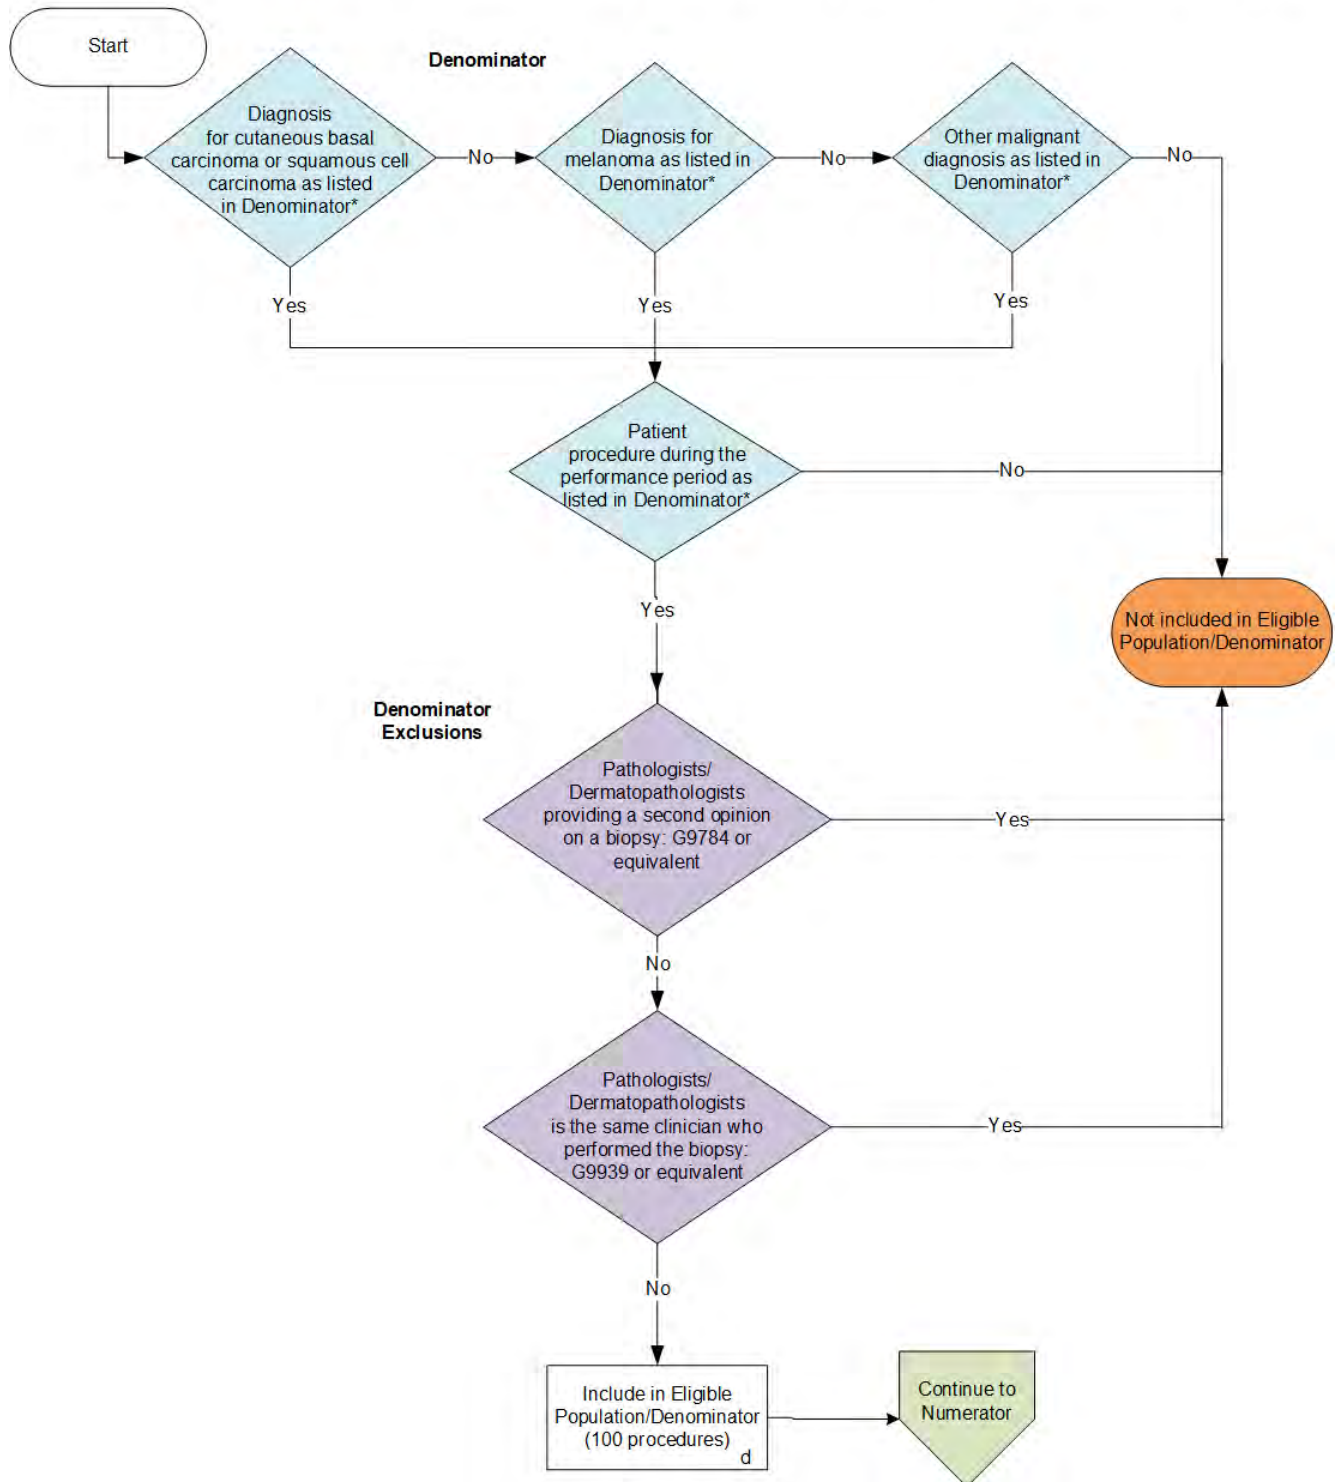 Start
Denominator
Diagnosis
for cutaneous basal
carcinoma or squamous cell
carcinoma as listed
in Denominator*
No
Diagnosis for
melanoma as listed in
Denominator*
No
Other malignant
diagnosis as listed in
Denominator*
No
Yes
Yes
Yes
Patient
procedure during the
performance period as
listed in Denominator*
No
Yes
Not included in Eligible
Population/Denominator
Denominator
Exclusions
Pathologists/
Dermatopathologists
providing a second opinion
on a biopsy: G9784 or
equivalent
Yes
No
Pathologists/
Dermatopathologists
is the same clinician who
performed the biopsy:
G9939 or equivalent
Yes
No
Include in Eligible
Population/Denominator
(100 procedures)
d
Continue to
Numerator